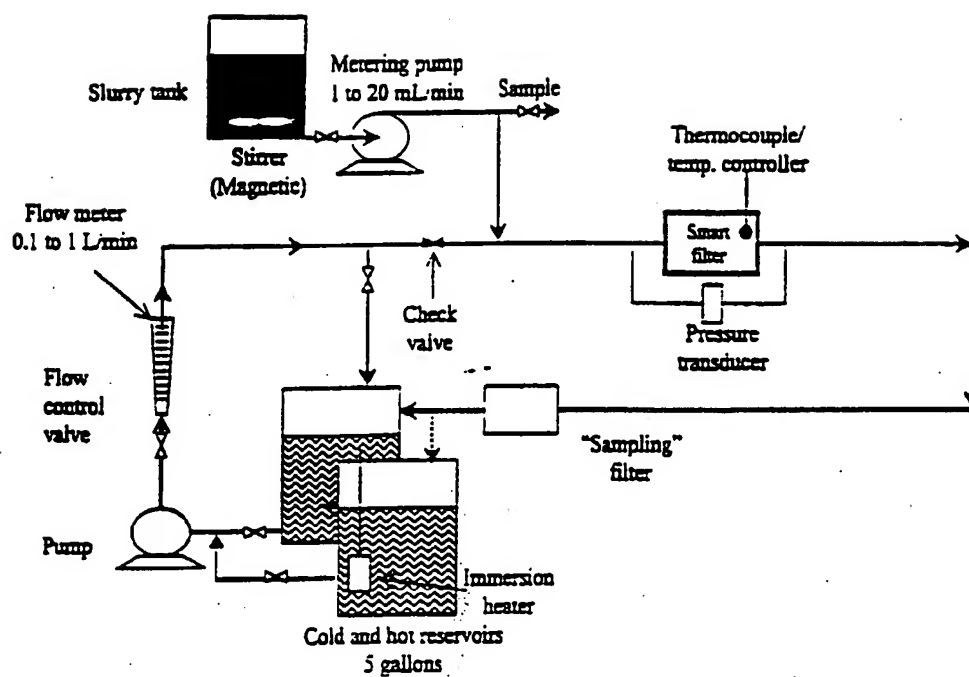 Slurry tank
Metering pump
1 to 20 mL/min
Sample
Stirrer
(Magnetic)
Thermocouple/
temp. controller
Flow meter
0.1 to 1 L/min
Smart
filter
Check
valve
Pressure
transducer
Flow
control
valve
"Sampling"
filter
Pump
Immersion
heater
Cold and hot reservoirs
5 gallons